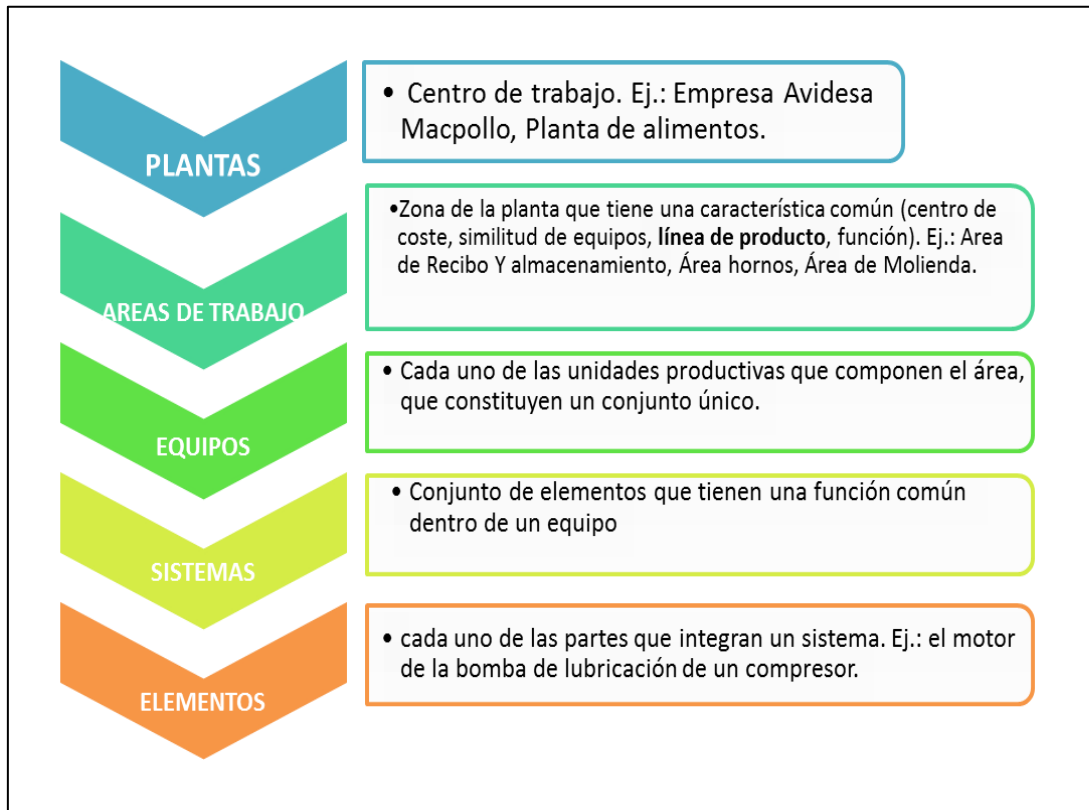 PLANTAS
• Centro de trabajo. Ej.: Empresa Avidesa
Macpollo, Planta de alimentos.
AREAS DE TRABAJO
•Zona de la planta que tiene una característica común (centro de
coste, similitud de equipos, línea de producto, función). Ej.: Area
de Recibo Y almacenamiento, Área hornos, Área de Molienda.
EQUIPOS
• Cada uno de las unidades productivas que componen el área,
que constituyen un conjunto único.
SISTEMAS
• Conjunto de elementos que tienen una función común
dentro de un equipo
ELEMENTOS
• cada uno de las partes que integran un sistema. Ej.: el motor
de la bomba de lubricación de un compresor.